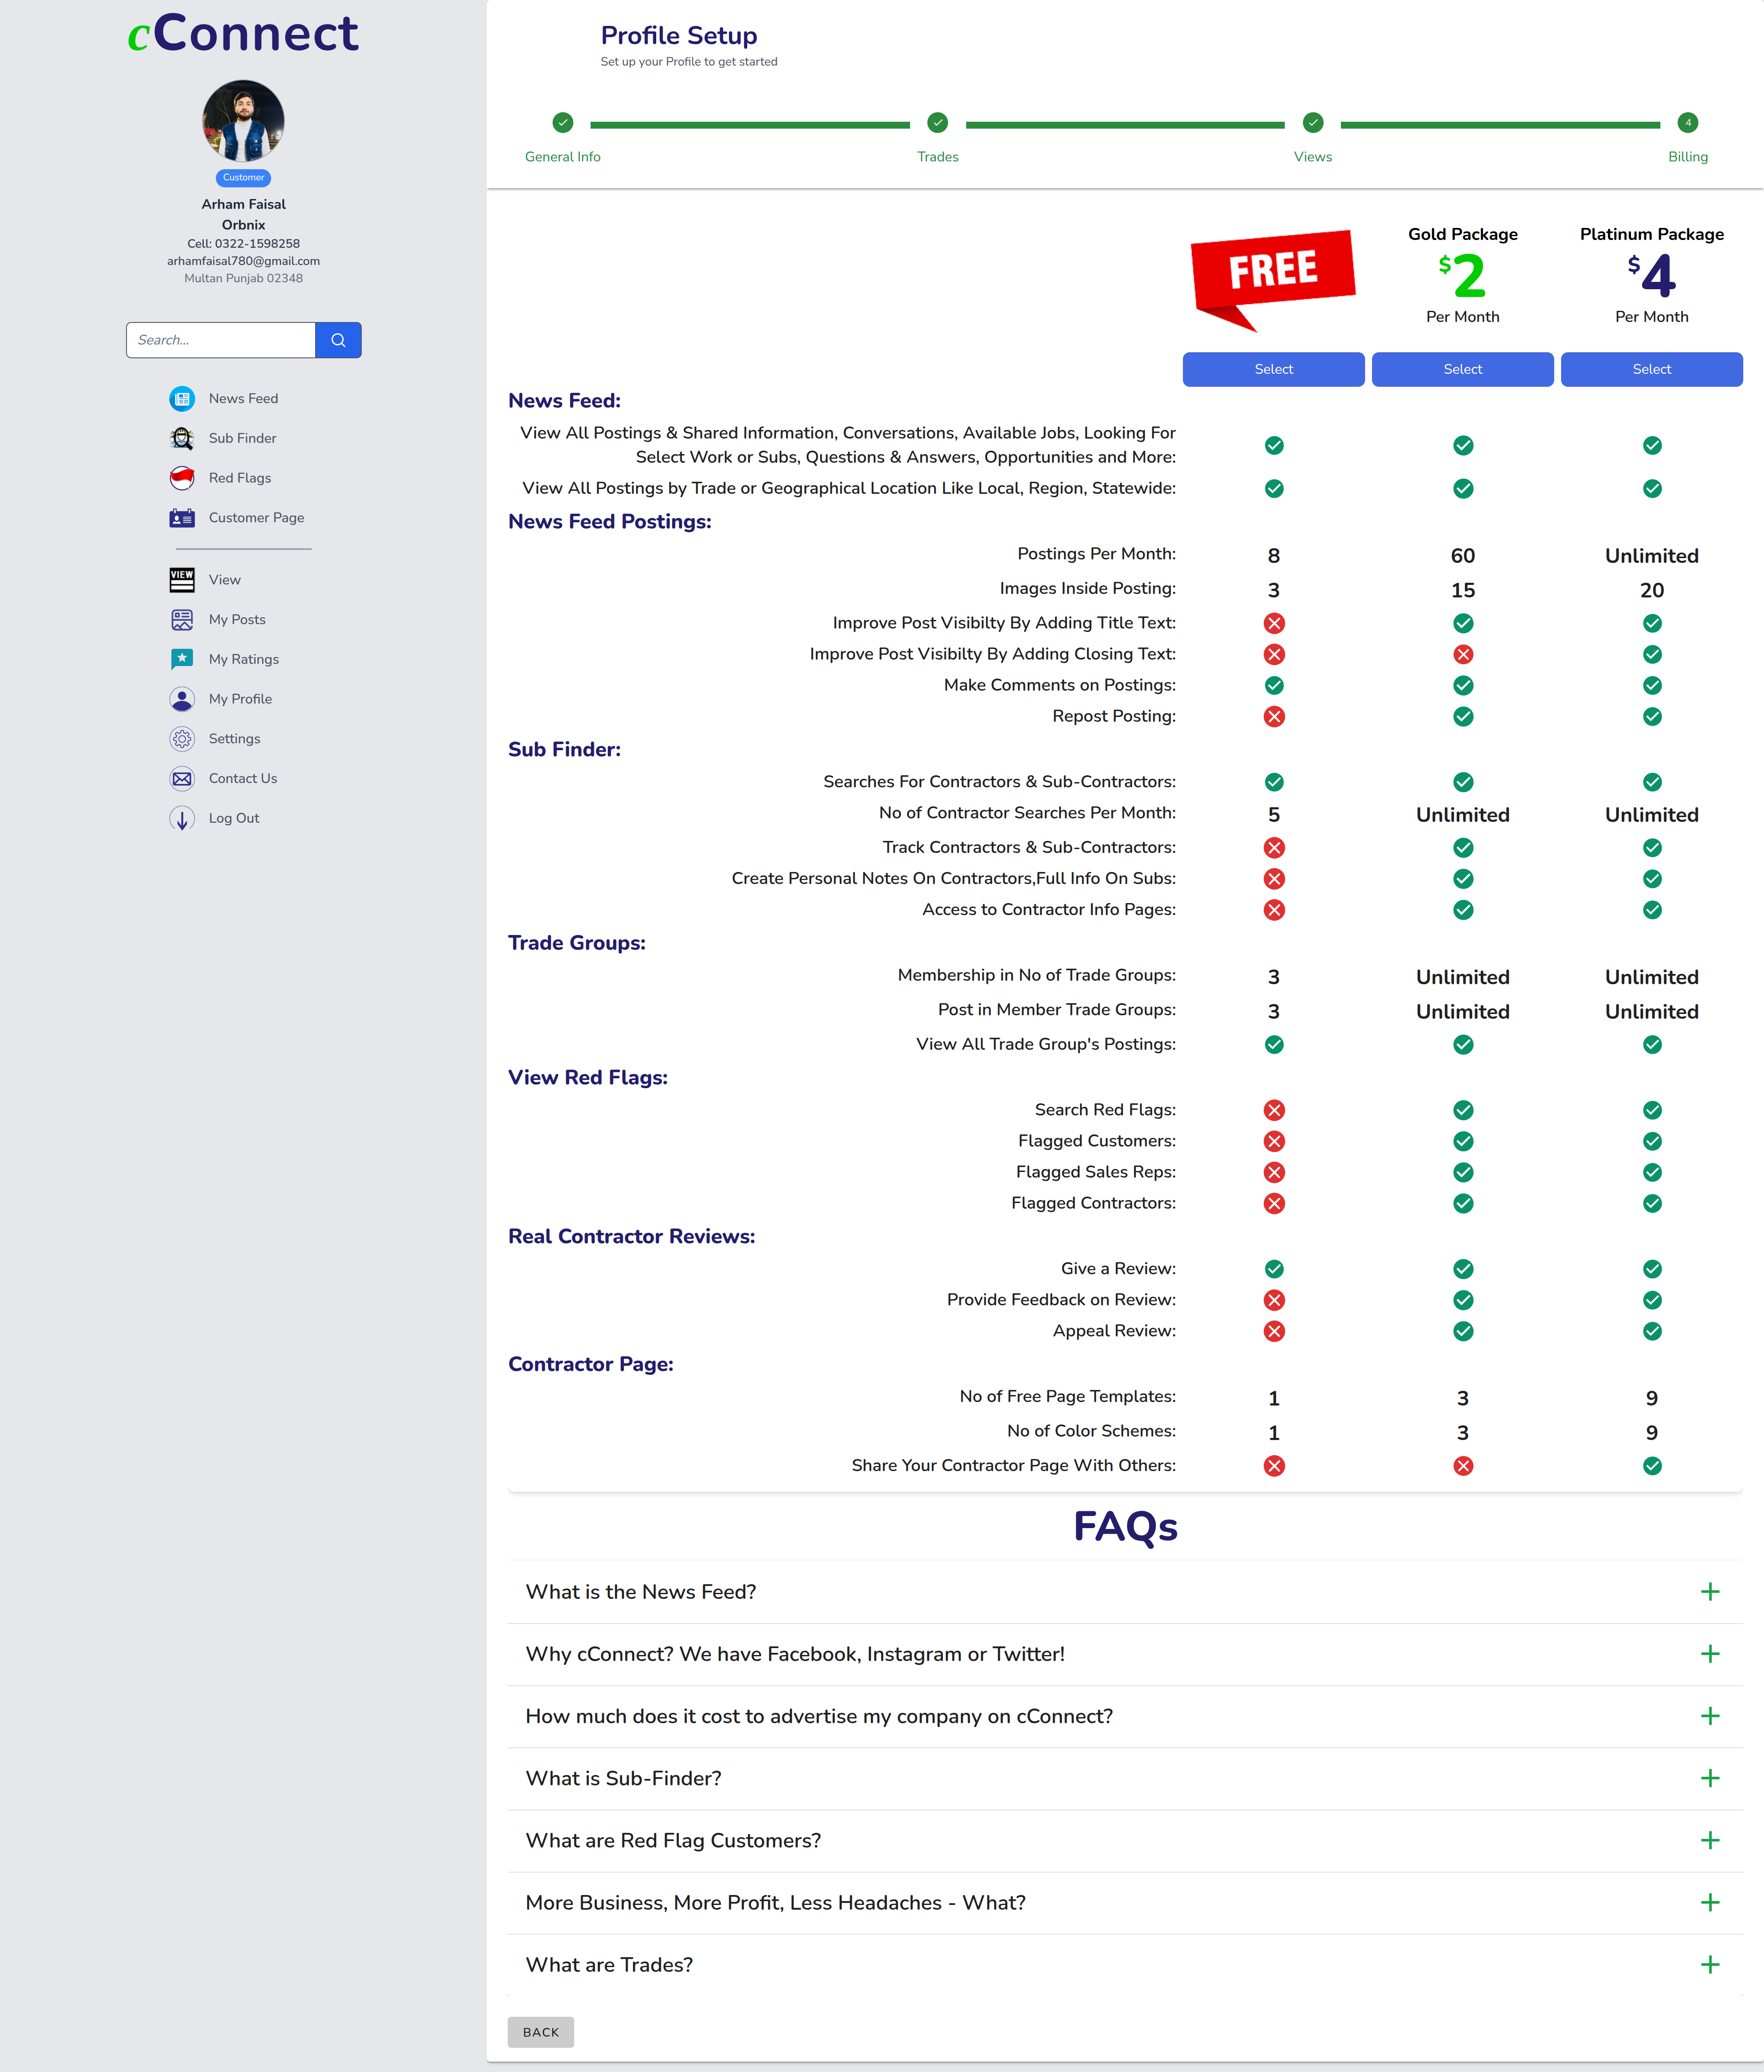 cConnect
Customer
Arham Faisal
Orbnix
Cell: 0322-1598258
arhamfaisal780@gmail.com
Multan Punjab 02348
Search...
News Feed
Sub Finder
Red Flags
Customer Page
VIEW
View
My Posts
My Ratings
My Profile
Settings
Contact Us
Log Out
Profile Setup
Set up your Profile to get started
General Info
Trades
Views
4
Billing
FREE
Gold Package
$2
Per Month
Platinum Package
$4
Per Month
Select Select Select
News Feed:
View All Postings & Shared Information, Conversations, Available Jobs, Looking For
Select Work or Subs, Questions & Answers, Opportunities and More:
View All Postings by Trade or Geographical Location Like Local, Region, Statewide:
News Feed Postings:
Postings Per Month: 8 60 Unlimited
Images Inside Posting: 3 15 20
Improve Post Visibilty By Adding Title Text:
Improve Post Visibilty By Adding Closing Text:
Make Comments on Postings:
Repost Posting:
Sub Finder:
Searches For Contractors & Sub-Contractors:
No of Contractor Searches Per Month: 5 Unlimited Unlimited
Track Contractors & Sub-Contractors:
Create Personal Notes On Contractors,Full Info On Subs:
Access to Contractor Info Pages:
Trade Groups:
Membership in No of Trade Groups: 3 Unlimited Unlimited
Post in Member Trade Groups: 3 Unlimited Unlimited
View All Trade Group's Postings:
View Red Flags:
Search Red Flags:
Flagged Customers:
Flagged Sales Reps:
Flagged Contractors:
Real Contractor Reviews:
Give a Review:
Provide Feedback on Review:
Appeal Review:
Contractor Page:
No of Free Page Templates: 1 3 9
No of Color Schemes: 1 3 9
Share Your Contractor Page With Others:
FAQs
What is the News Feed?
Why cConnect? We have Facebook, Instagram or Twitter!
How much does it cost to advertise my company on cConnect?
What is Sub-Finder?
What are Red Flag Customers?
More Business, More Profit, Less Headaches - What?
What are Trades?
BACK